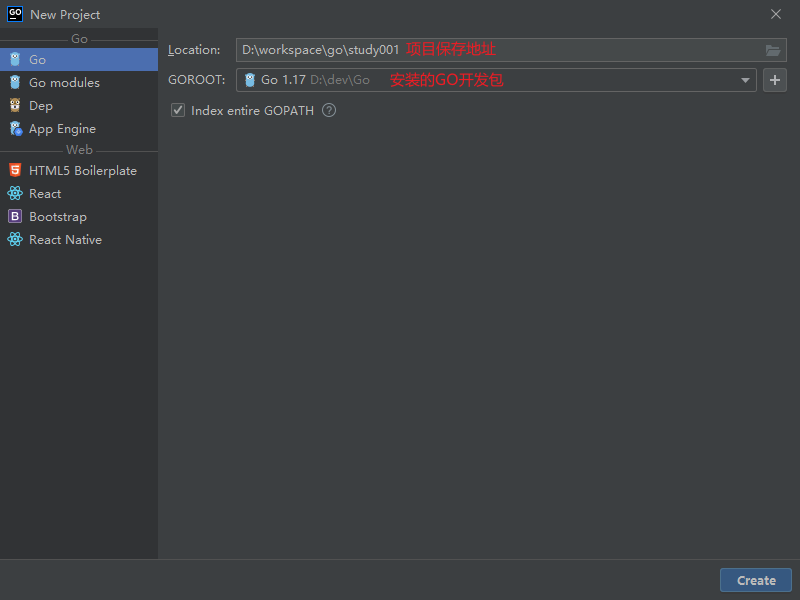 GO New Project
Go
Go
Go modules
Dep
App Engine
Web
5 HTML5 Boilerplate
React
B Bootstrap
React Native
Location: D:\workspace\go\study001 项目保存地址
GOROOT: Go 1.17 D:\dev\Go 安装的GO开发包
Index entire GOPATH ?
Create